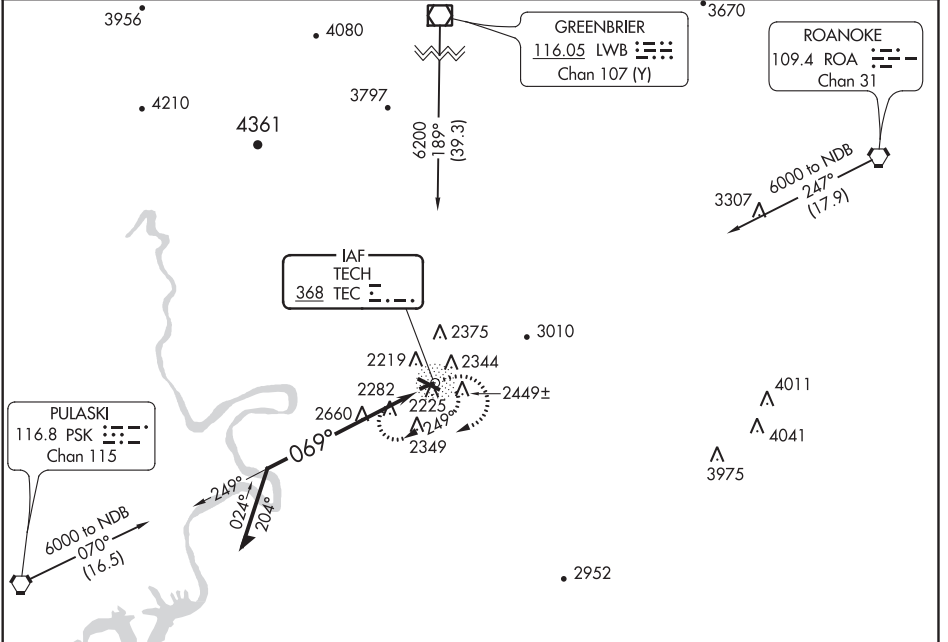 3956
4080
3670
GREENBRIER
116.05 LWB
Chan 107 (Y)
ROANOKE
109.4 ROA
Chan 31
4210
3797
4361
6200
189°
(39.3)
6000 to NDB
247°
(17.9)
3307
IAF
TECH
368 TEC
2375
3010
2219
2344
2282
2225
2449±
2660
249°
2349
069°
4011
4041
3975
PULASKI
116.8 PSK
Chan 115
249°
024°
204°
6000 to NDB
070°
(16.5)
2952